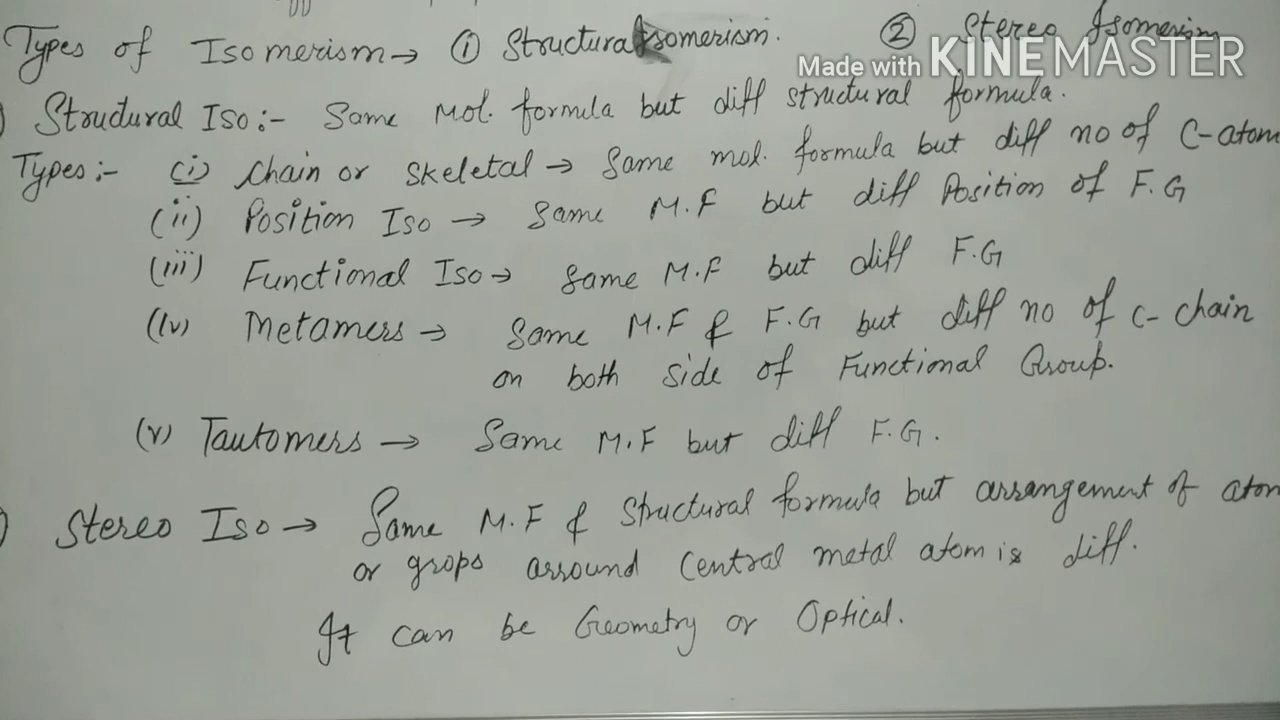 Types of Isomerism → ① Structural Isomerism. ② Stereo Isomerism
Made with KINEMASTER
) Structural Iso:- Same Mol. formula but diff structural formula.
Types:- (i) Chain or Skeletal → Same mol. formula but diff no of C-atom
(ii) Position Iso → Same M.F but diff Position of F.G
(iii) Functional Iso → Same M.F but diff F.G
(iv) Metamers → Same M.F & F.G but diff no of C-chain
on both side of Functional Group.
(v) Tautomers → Same M.F but diff F.G.
) Stereo Iso → Same M.F & Structural formula but arrangement of atom
or grops arround Central metal atom is diff.
It can be Geometry or Optical.